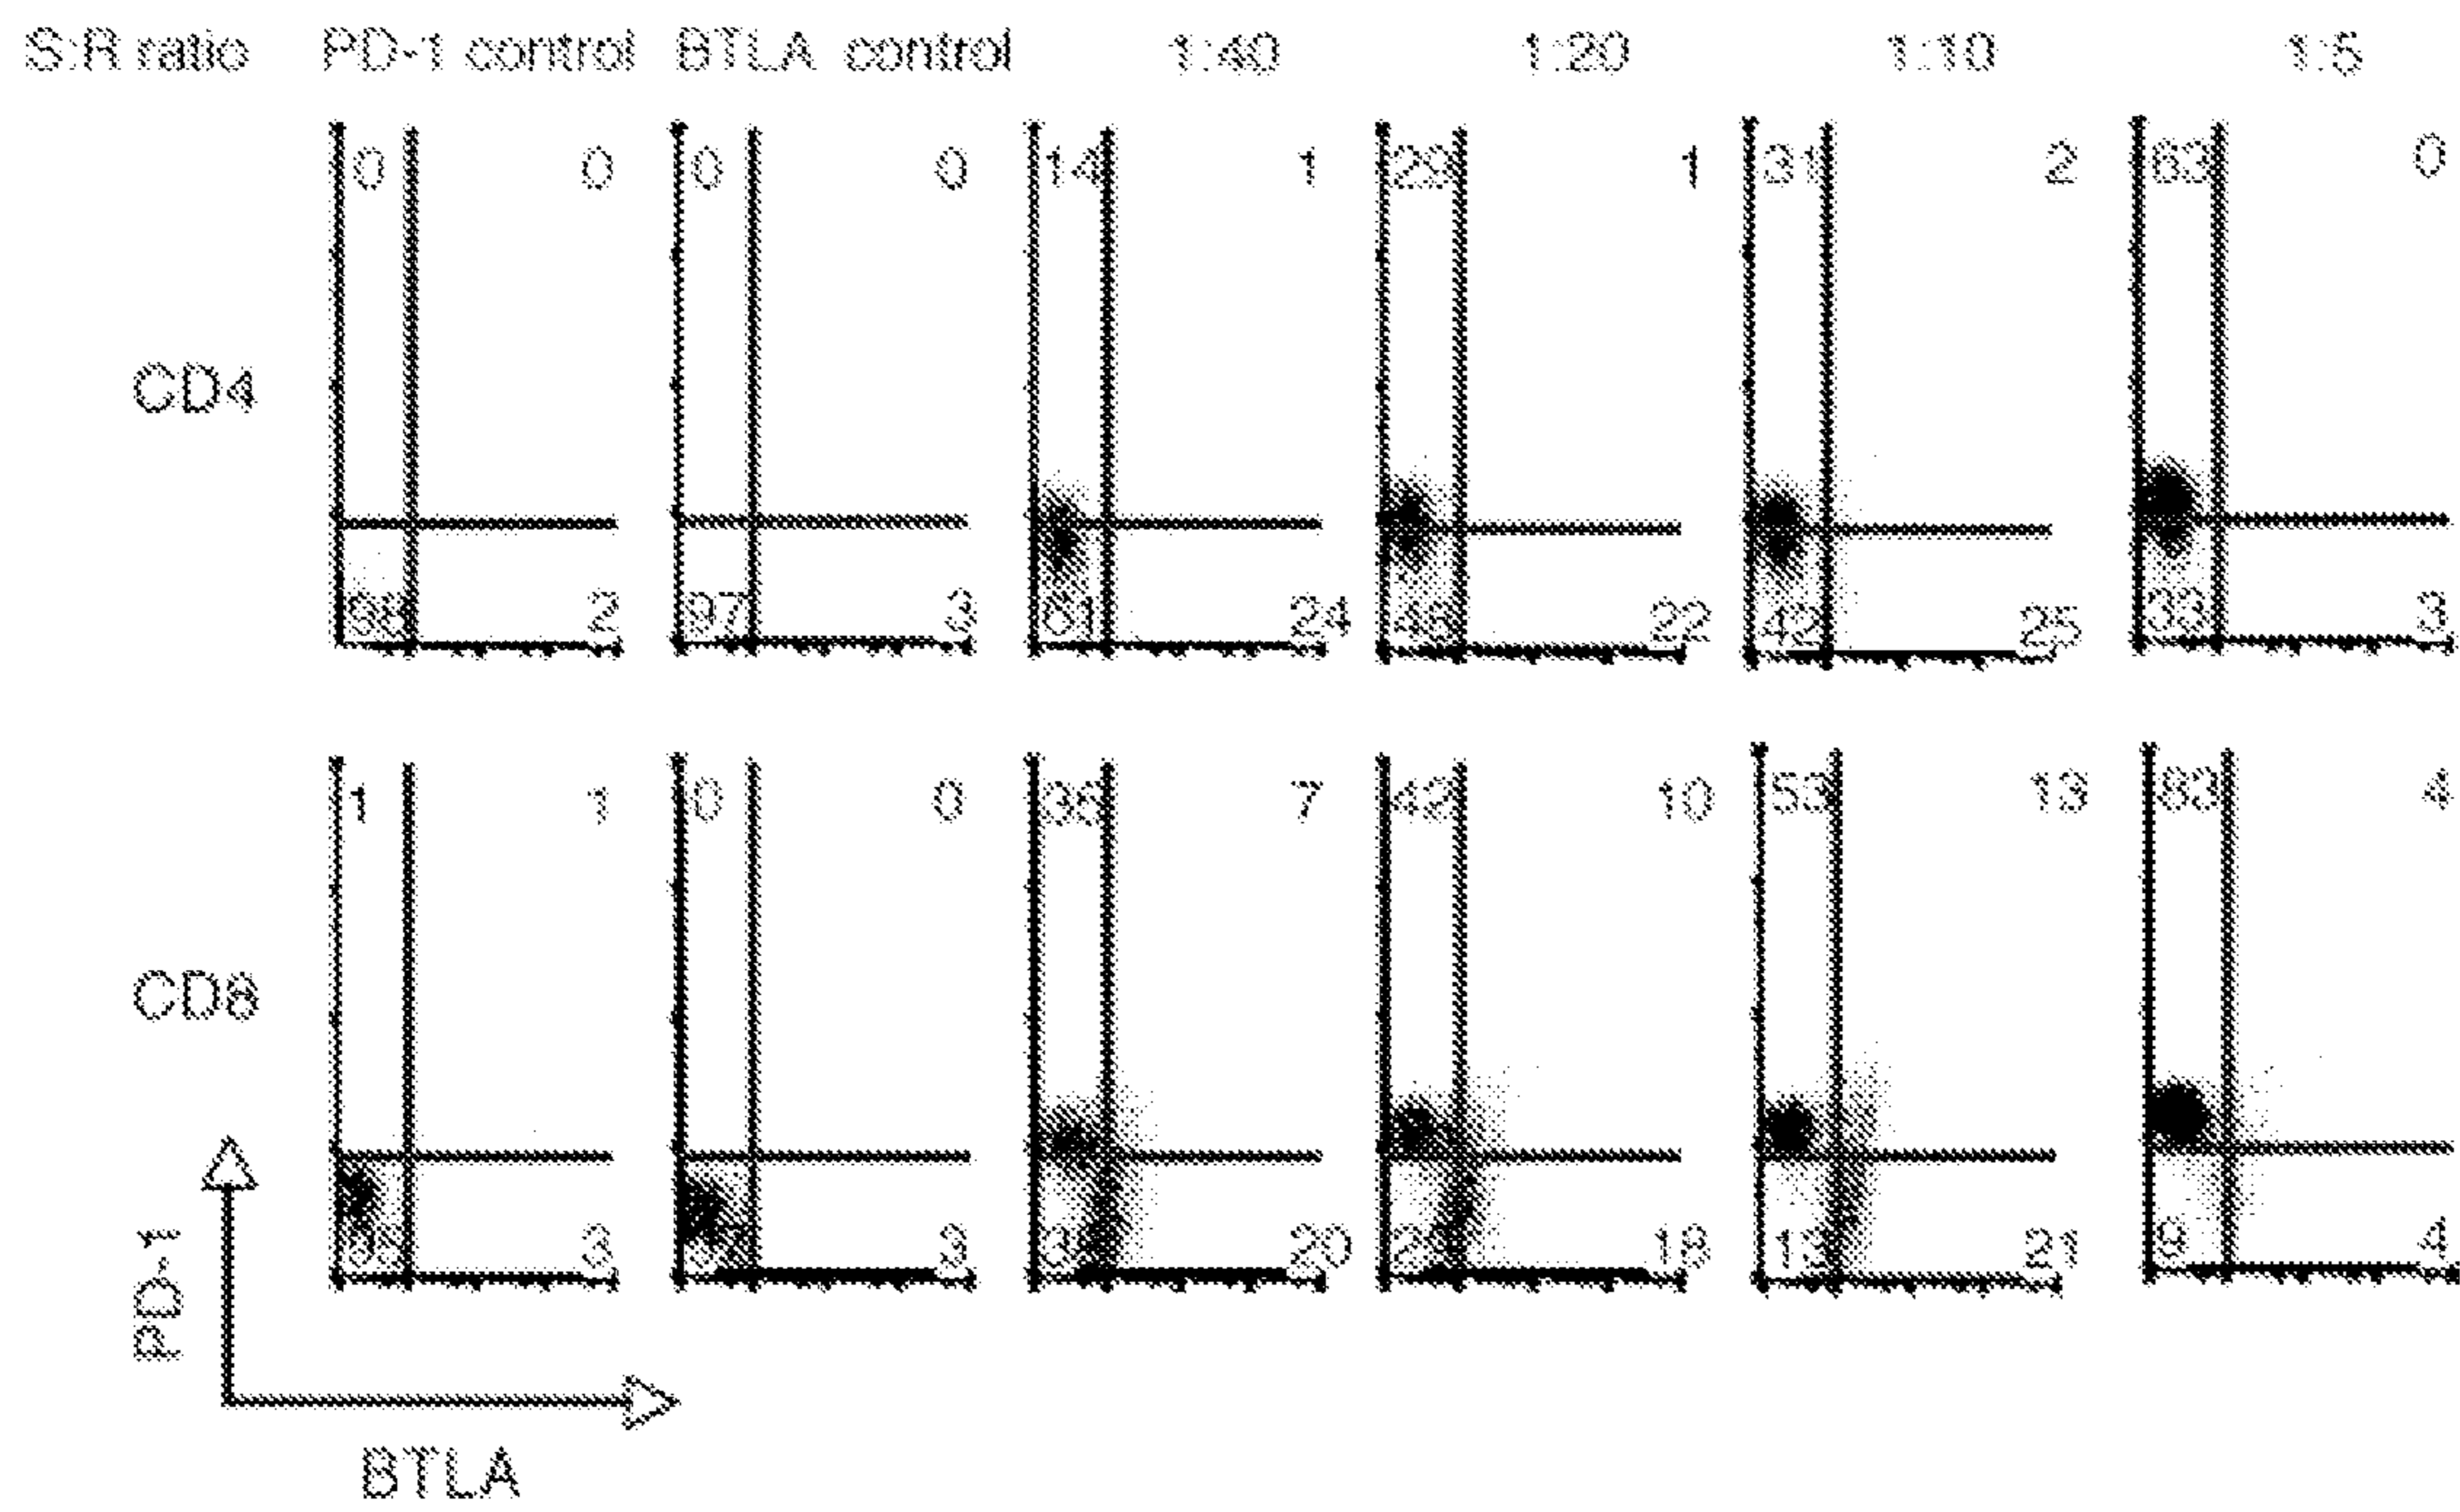 S:R ratio PD-1 control BTLA control 1:40 1:20 1:10 1:5
0 0 0 0 14 1 29 1 31 2 63 0
CD4
98 2 97 3 61 24 22 42 25 33 3
1 1 0 0 7 42 10 53 13 83 4
CD8
3 3 20 18 13 21 9 4
PD-1
BTLA